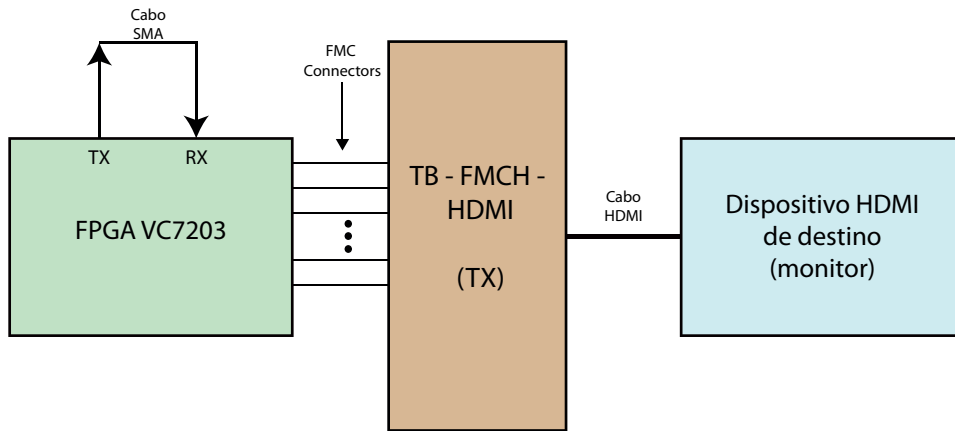 Cabo
SMA
FMC
Connectors
TX
RX
FPGA VC7203
TB - FMCH -
HDMI
(TX)
Cabo
HDMI
Dispositivo HDMI
de destino
(monitor)